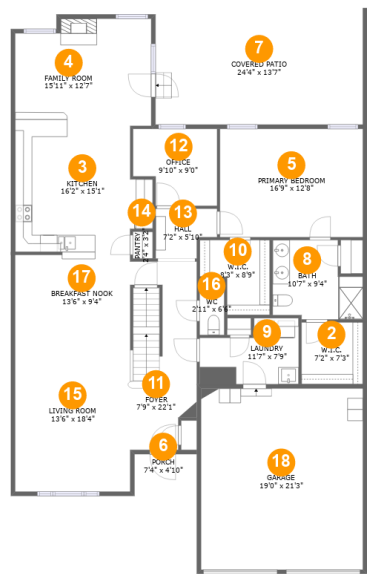 7
COVERED PATIO
24'4" x 13'7"
4
FAMILY ROOM
15'11" x 12'7"
12
OFFICE
9'10" x 9'0"
5
PRIMARY BEDROOM
16'9" x 12'8"
3
KITCHEN
16'2" x 15'1"
14
PANTRY
13
HALL
7'2" x 5'10"
10
W.I.C.
8'3" x 8'9"
8
BATH
10'7" x 9'4"
17
BREAKFAST NOOK
13'6" x 9'4"
16
WC
2'11" x 6'6"
9
LAUNDRY
11'7" x 7'9"
2
W.I.C.
7'2" x 7'3"
15
LIVING ROOM
13'6" x 18'4"
11
FOYER
7'9" x 22'1"
6
PORCH
7'4" x 4'10"
18
GARAGE
19'0" x 21'3"